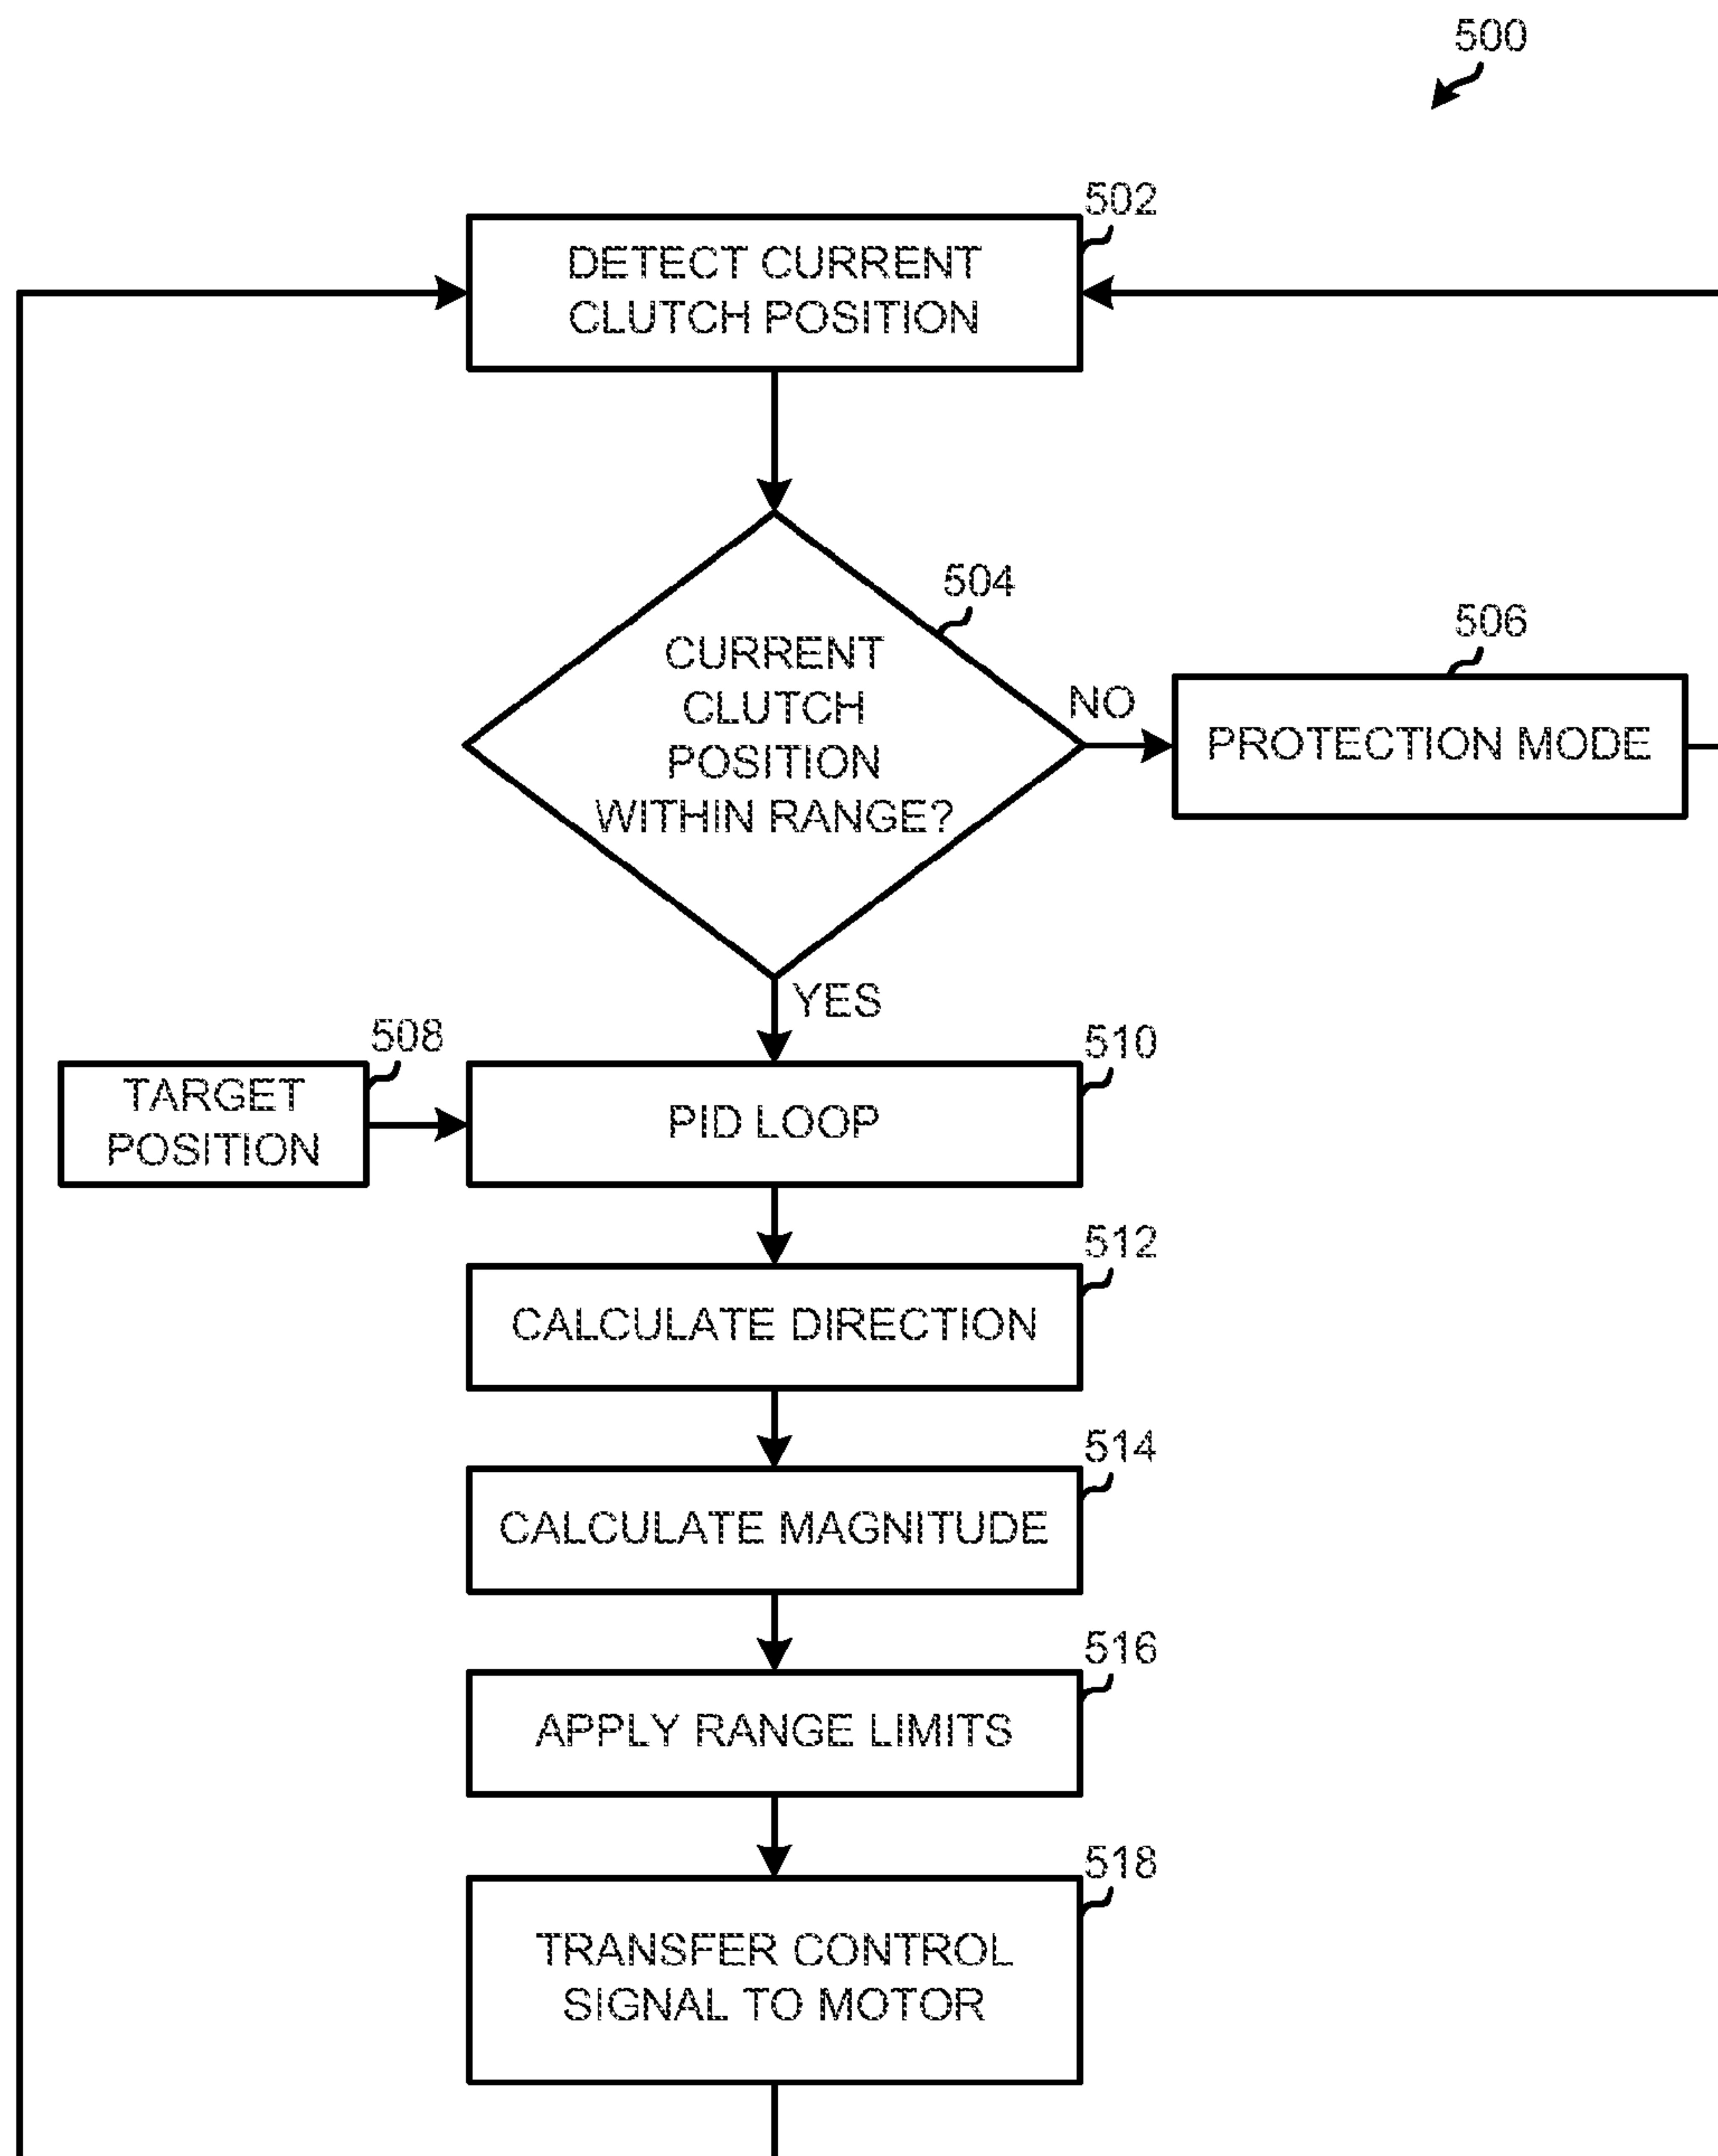 500
502
DETECT CURRENT
CLUTCH POSITION
504
CURRENT
CLUTCH
POSITION
WITHIN RANGE?
NO
506
PROTECTION MODE
YES
508
TARGET
POSITION
510
PID LOOP
512
CALCULATE DIRECTION
514
CALCULATE MAGNITUDE
516
APPLY RANGE LIMITS
518
TRANSFER CONTROL
SIGNAL TO MOTOR